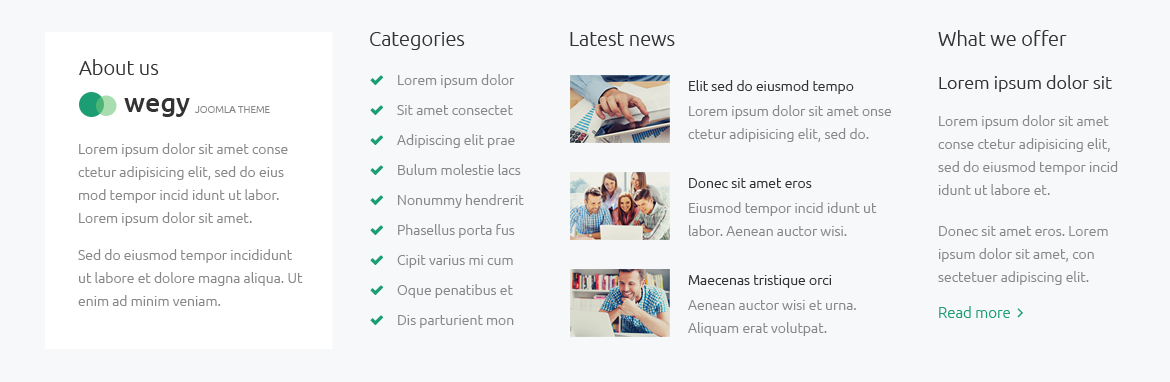 About us
wegy JOOMLA THEME
Lorem ipsum dolor sit amet conse
ctetur adipisicing elit, sed do eius
mod tempor incid idunt ut labor.
Lorem ipsum dolor sit amet.
Sed do eiusmod tempor incididunt
ut labore et dolore magna aliqua. Ut
enim ad minim veniam.
Categories
Lorem ipsum dolor
Sit amet consectet
Adipiscing elit prae
Bulum molestie lacs
Nonummy hendrerit
Phasellus porta fus
Cipit varius mi cum
Oque penatibus et
Dis parturient mon
Latest news
Elit sed do eiusmod tempo
Lorem ipsum dolor sit amet onse
ctetur adipisicing elit, sed do.
Donec sit amet eros
Eiusmod tempor incid idunt ut
labor. Aenean auctor wisi.
Maecenas tristique orci
Aenean auctor wisi et urna.
Aliquam erat volutpat.
What we offer
Lorem ipsum dolor sit
Lorem ipsum dolor sit amet
conse ctetur adipisicing elit,
sed do eiusmod tempor incid
idunt ut labore et.
Donec sit amet eros. Lorem
ipsum dolor sit amet, con
sectetuer adipiscing elit.
Read more